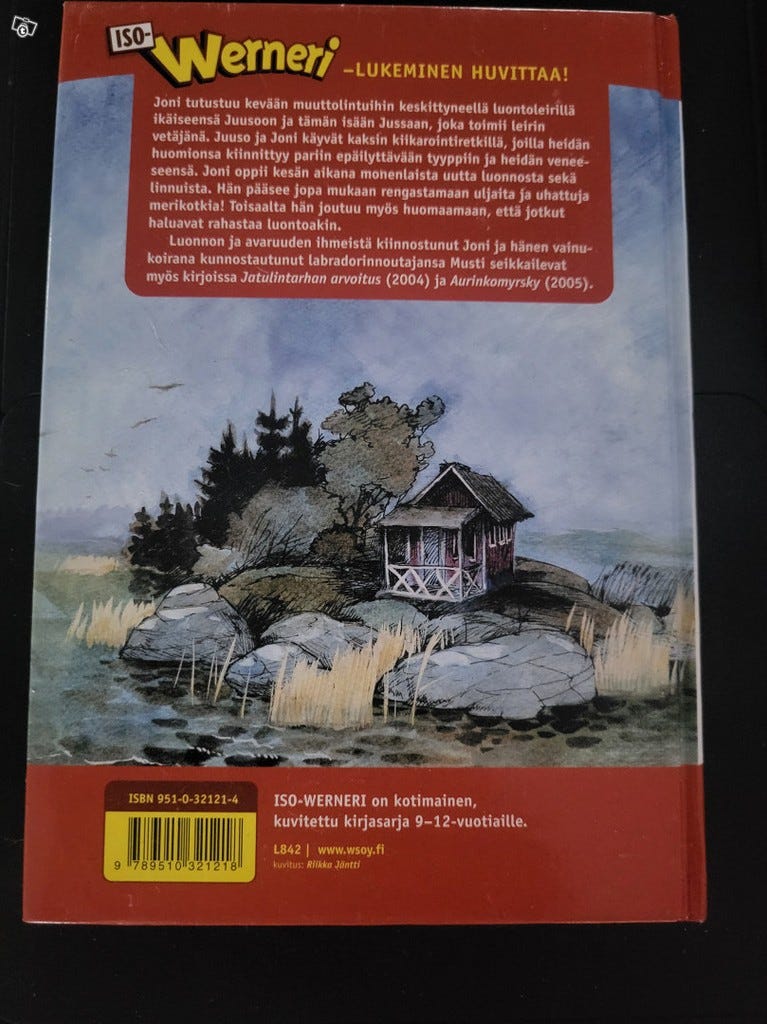 ISO-
Werneri
–LUKEMINEN HUVITTAA!
Joni tutustuu kevään muuttolintuihin keskittyneellä luontoleirillä
ikäiseensä Juusoon ja tämän isään Jussaan, joka toimii leirin
vetäjänä. Juuso ja Joni käyvät kaksin kiikarointiretkillä, joilla heidän
huomionsa kiinnittyy pariin epäilyttävään tyyppiin ja heidän venee-
seensä. Joni oppii kesän aikana monenlaista uutta luonnosta sekä
linnuista. Hän pääsee jopa mukaan rengastamaan uljaita ja uhattuja
merikotkia! Toisaalta hän joutuu myös huomaamaan, että jotkut
haluavat rahastaa luontoakin.
Luonnon ja avaruuden ihmeistä kiinnostunut Joni ja hänen vainu-
koirana kunnostautunut labradorinnoutajansa Musti seikkailevat
myös kirjoissa Jatulintarhan arvoitus (2004) ja Aurinkomyrsky (2005).
ISBN 951-0-32121-4
9 789510 321218
ISO-WERNERI on kotimainen,
kuvitettu kirjasarja 9–12-vuotiaille.
L842 | www.wsoy.fi
kuvitus: Riikka Jäntti